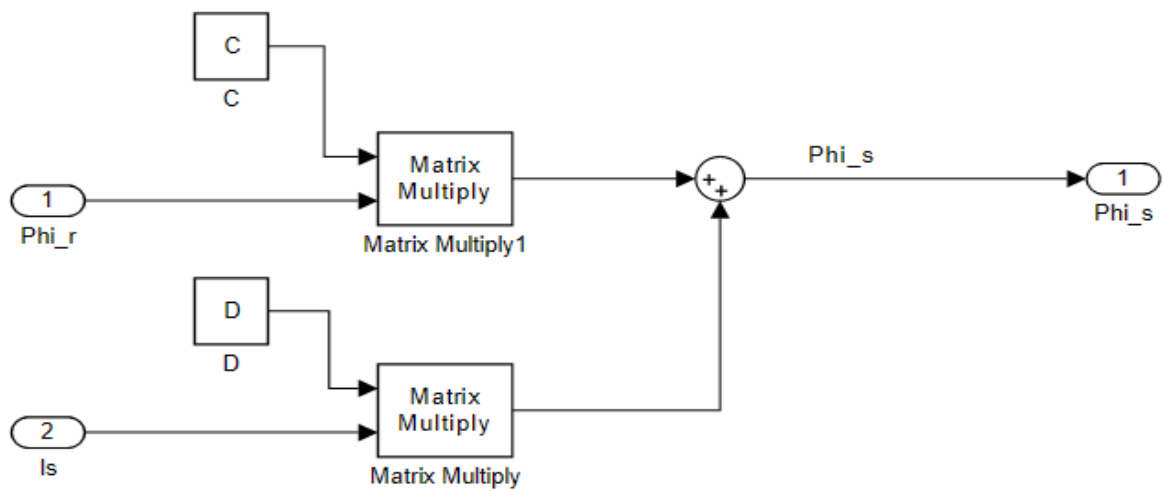 C
C
Matrix
Multiply
Matrix Multiply1
1
Phi_r
++
Phi_s
1
Phi_s
D
D
Matrix
Multiply
Matrix Multiply
2
Is